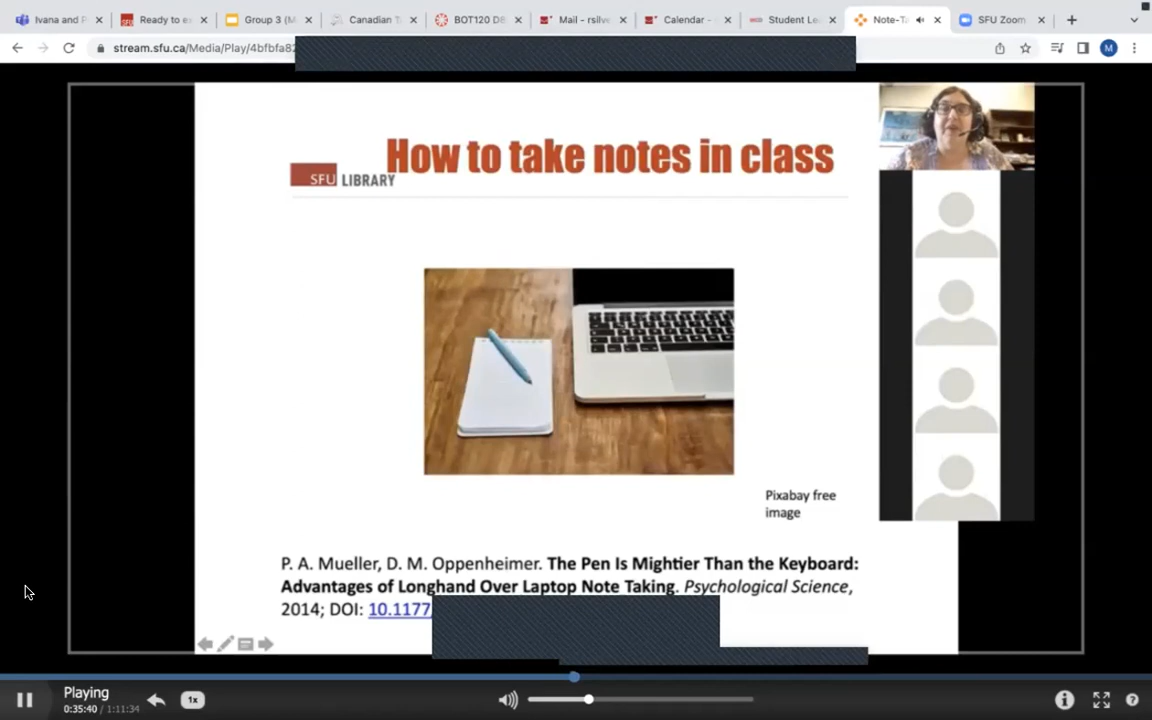 Ivana and P
Ready to e
Group 3 (M
Canadian T
BOT120 D
Mail - rsilv
Calendar -
Student Le
Note-T
SFU Zoom
stream.sfu.ca/Media/Play/4bfbfa82
M
How to take notes in class
SFU LIBRARY
Pixabay free
image
P. A. Mueller, D. M. Oppenheimer. The Pen Is Mightier Than the Keyboard:
Advantages of Longhand Over Laptop Note Taking. Psychological Science,
2014; DOI: 10.1177
Playing
0:35:40 / 1:11:34
1x